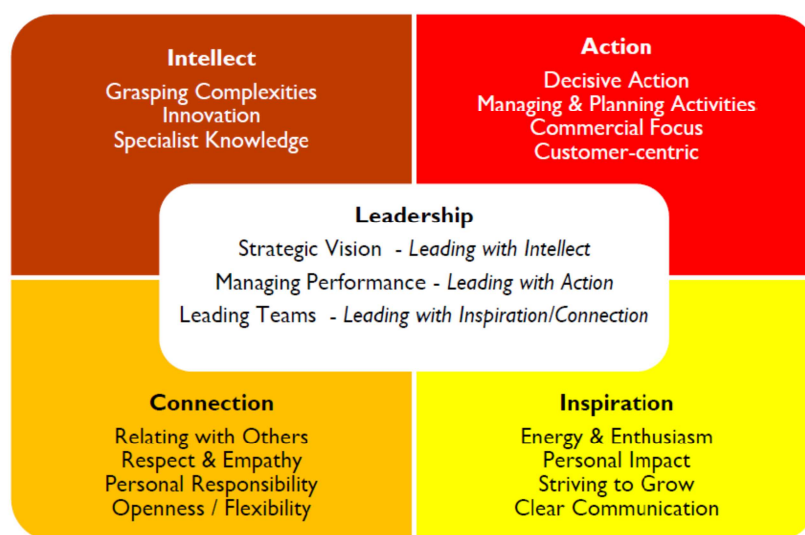 Intellect
Grasping Complexities
Innovation
Specialist Knowledge
Action
Decisive Action
Managing & Planning Activities
Commercial Focus
Customer-centric
Leadership
Strategic Vision - Leading with Intellect
Managing Performance - Leading with Action
Leading Teams - Leading with Inspiration/Connection
Connection
Relating with Others
Respect & Empathy
Personal Responsibility
Openness / Flexibility
Inspiration
Energy & Enthusiasm
Personal Impact
Striving to Grow
Clear Communication